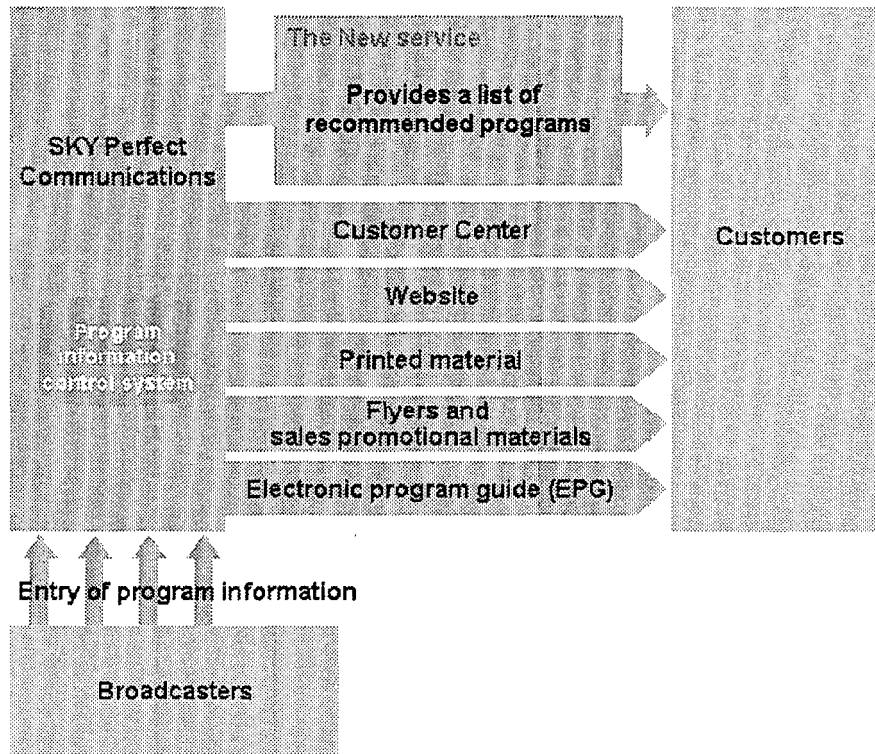 The New service
Provides a list of
recommended programs
SKY Perfect
Communications
Customer Center
Customers
Website
Program
information
control system
Printed material
Flyers and
sales promotional materials
Electronic program guide (EPG)
Entry of program information
Broadcasters